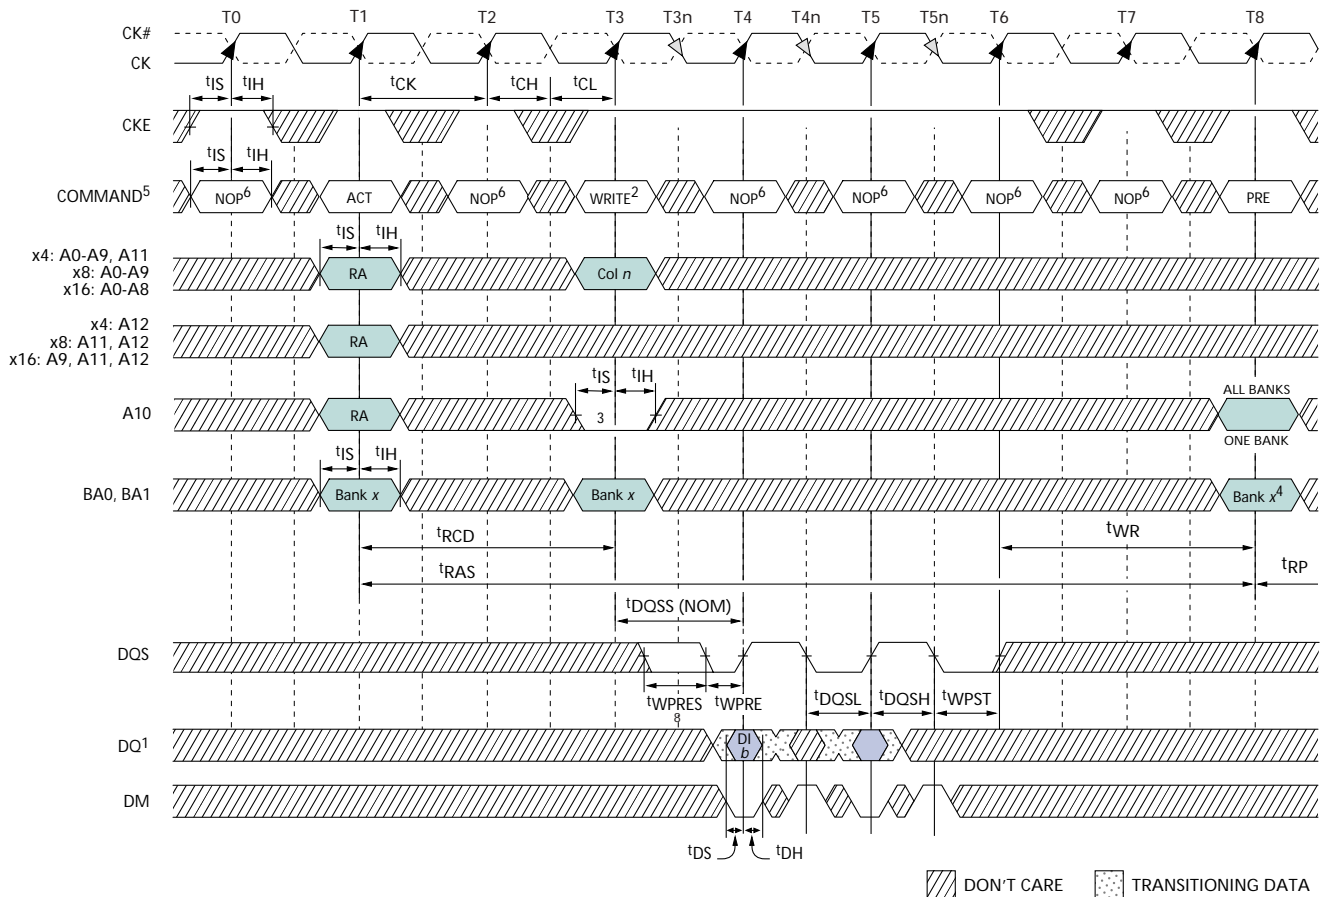 T0 T1 T2 T3 T3n T4 T4n T5 T5n T6 T7 T8
CK#
CK
tIS tIH tCK tCH tCL
CKE
tIS tIH
COMMAND5 NOP6 ACT NOP6 WRITE2 NOP6 NOP6 NOP6 NOP6 PRE
tIS tIH
x4: A0-A9, A11
x8: A0-A9
x16: A0-A8
RA Col n
x4: A12
x8: A11, A12
x16: A9, A11, A12
RA
tIS tIH
ALL BANKS
A10 RA 3
ONE BANK
tIS tIH
BA0, BA1 Bank x Bank x Bank x4
tRCD tWR
tRAS tRP
tDQSS (NOM)
DQS
tWPRES tWPRE tDQSL tDQSH tWPST
8
DQ1 DI
b
DM
tDS tDH
DON'T CARE TRANSITIONING DATA